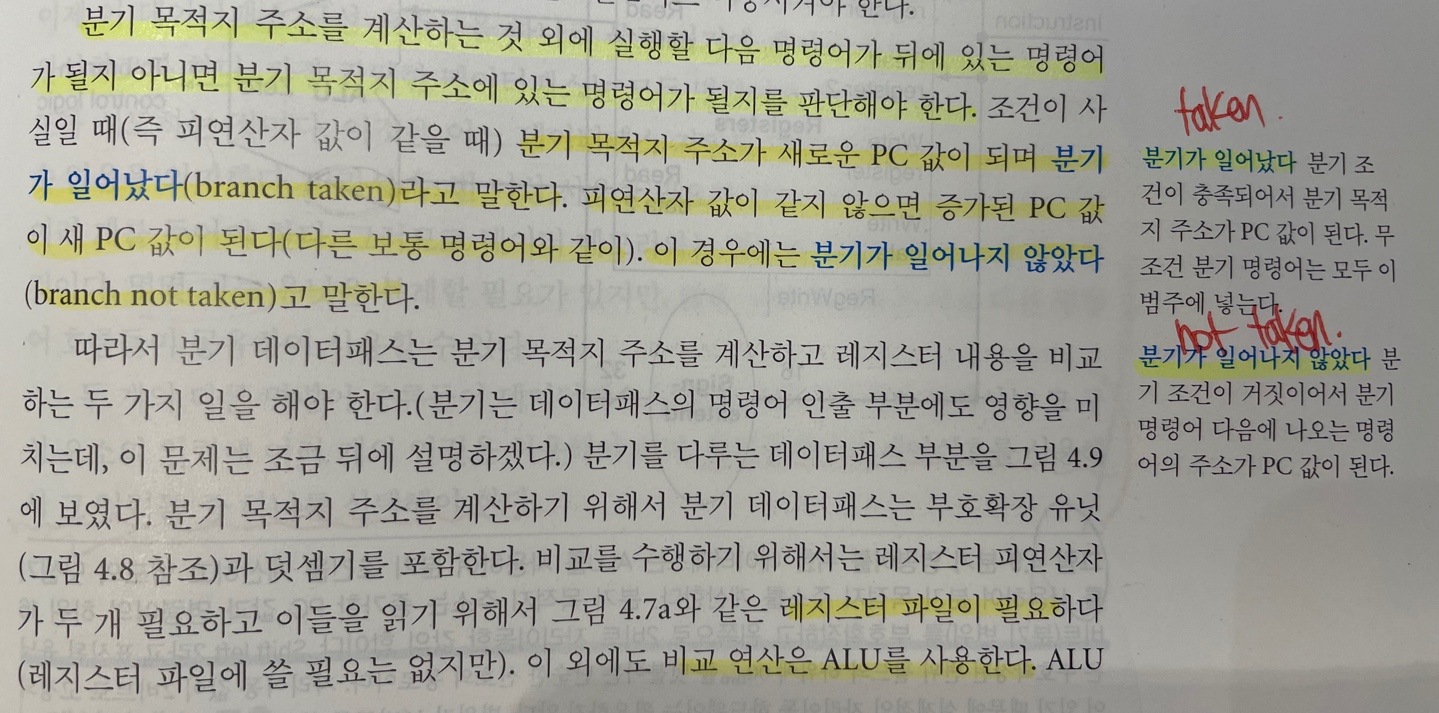 한다.
분기 목적지 주소를 계산하는 것 외에 실행할 다음 명령어가 뒤에 있는 명령어
가 될지 아니면 분기 목적지 주소에 있는 명령어가 될지를 판단해야 한다. 조건이 사
실일 때(즉 피연산자 값이 같을 때) 분기 목적지 주소가 새로운 PC 값이 되며 분기
가 일어났다(branch taken)라고 말한다. 피연산자 값이 같지 않으면 증가된 PC 값
이 새 PC 값이 된다(다른 보통 명령어와 같이). 이 경우에는 분기가 일어나지 않았다
(branch not taken)고 말한다.
따라서 분기 데이터패스는 분기 목적지 주소를 계산하고 레지스터 내용을 비교
하는 두 가지 일을 해야 한다.(분기는 데이터패스의 명령어 인출 부분에도 영향을 미
치는데, 이 문제는 조금 뒤에 설명하겠다.) 분기를 다루는 데이터패스 부분을 그림 4.9
에 보였다. 분기 목적지 주소를 계산하기 위해서 분기 데이터패스는 부호확장 유닛
(그림 4.8 참조)과 덧셈기를 포함한다. 비교를 수행하기 위해서는 레지스터 피연산자
가 두 개 필요하고 이들을 읽기 위해서 그림 4.7a와 같은 레지스터 파일이 필요하다
(레지스터 파일에 쓸 필요는 없지만). 이 외에도 비교 연산은 ALU를 사용한다. ALU
taken.
분기가 일어났다 분기 조
건이 충족되어서 분기 목적
지 주소가 PC 값이 된다. 무
조건 분기 명령어는 모두 이
범주에 넣는다.
not taken.
분기가 일어나지 않았다 분
기 조건이 거짓이어서 분기
명령어 다음에 나오는 명령
어의 주소가 PC 값이 된다.